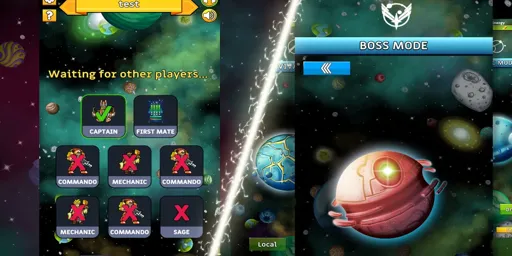 test
?
Waiting for other players...
CAPTAIN
FIRST MATE
COMMANDO
MECHANIC
COMMANDO
MECHANIC
COMMANDO
SAGE
Local
BOSS MODE